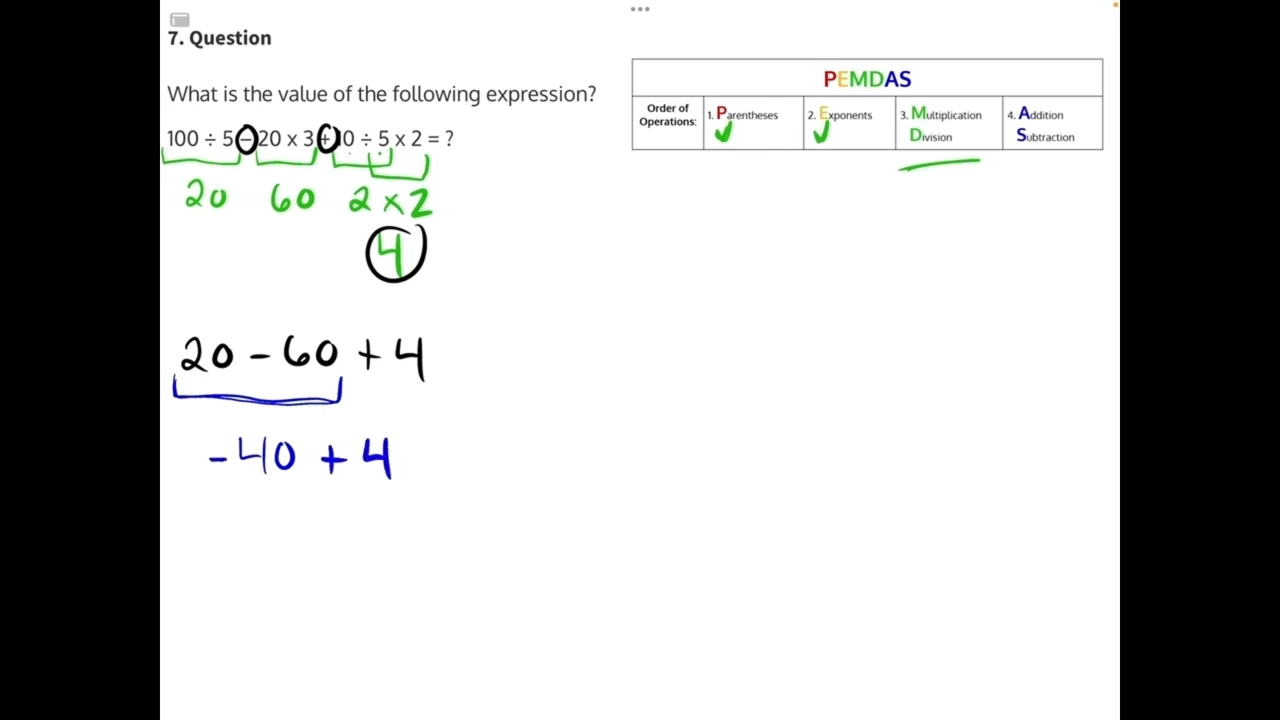 7. Question
What is the value of the following expression?
100 ÷ 5 − 20 x 3 + 10 ÷ 5 x 2 = ?
20 60 2 x 2
4
20 - 60 + 4
-40 + 4
PEMDAS
Order of Operations:
1. Parentheses
2. Exponents
3. Multiplication
Division
4. Addition
Subtraction